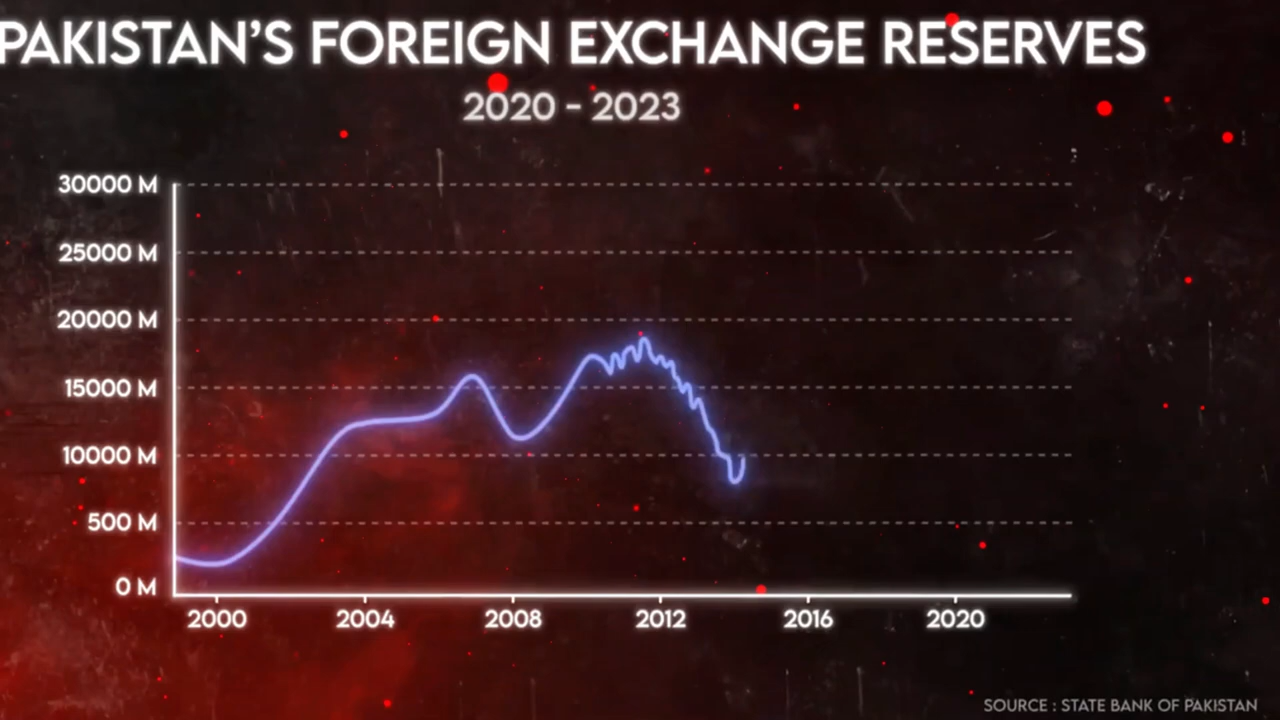 PAKISTAN'S FOREIGN EXCHANGE RESERVES
2020 - 2023
30000 M
25000 M
20000 M
15000 M
10000 M
500 M
0 M
2000 2004 2008 2012 2016 2020
SOURCE : STATE BANK OF PAKISTAN